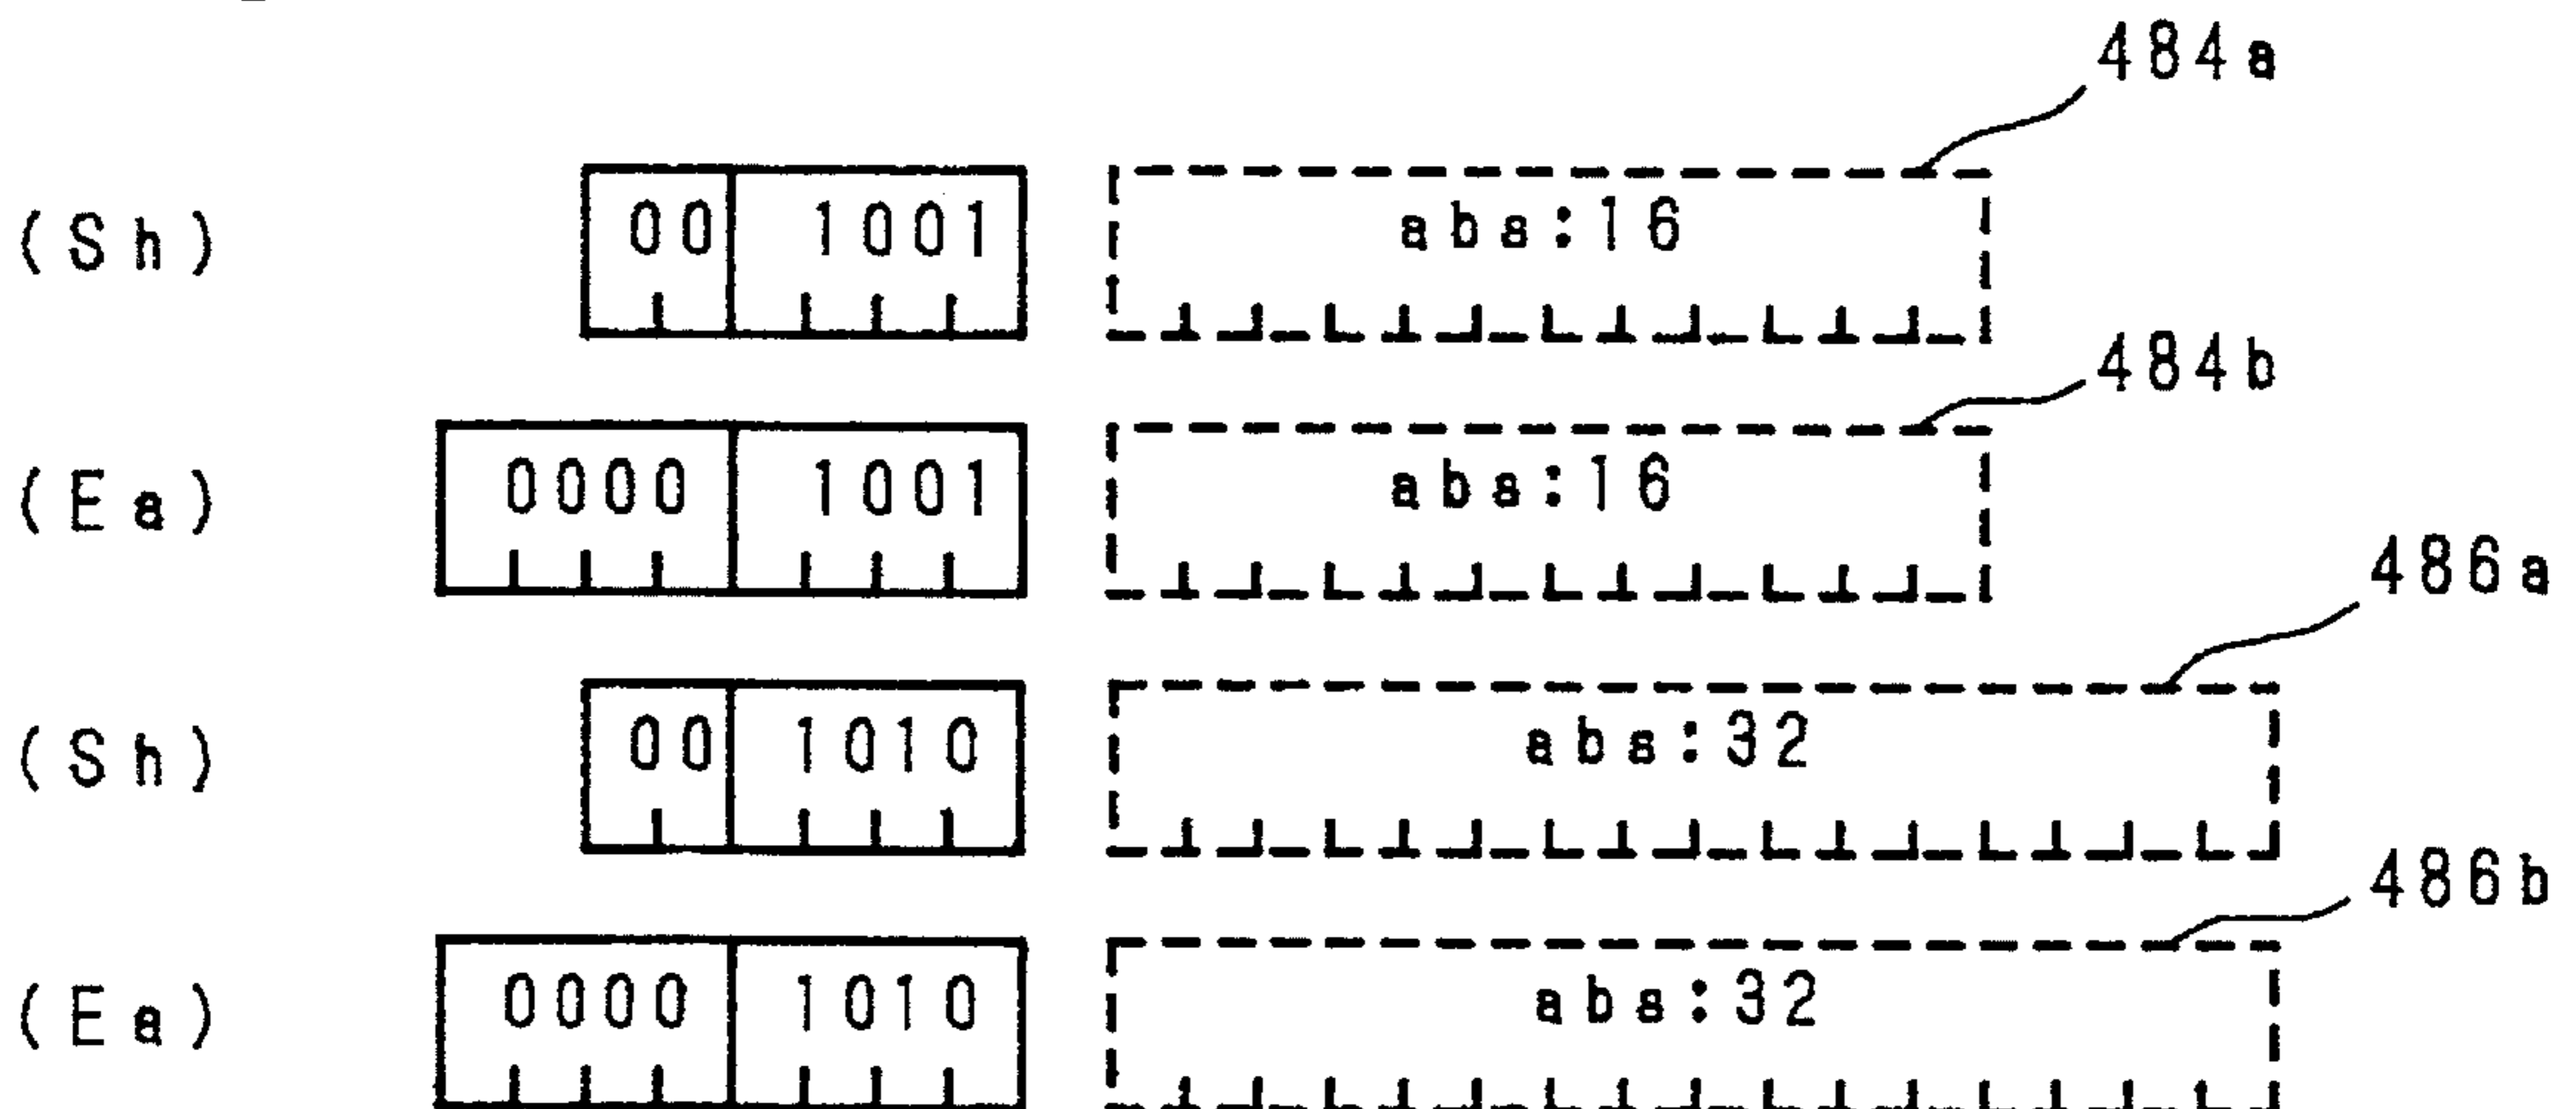 484a
(Sh) 00 1001 abs:16
484b
(Ea) 0000 1001 abs:16
486a
(Sh) 00 1010 abs:32
486b
(Ea) 0000 1010 abs:32